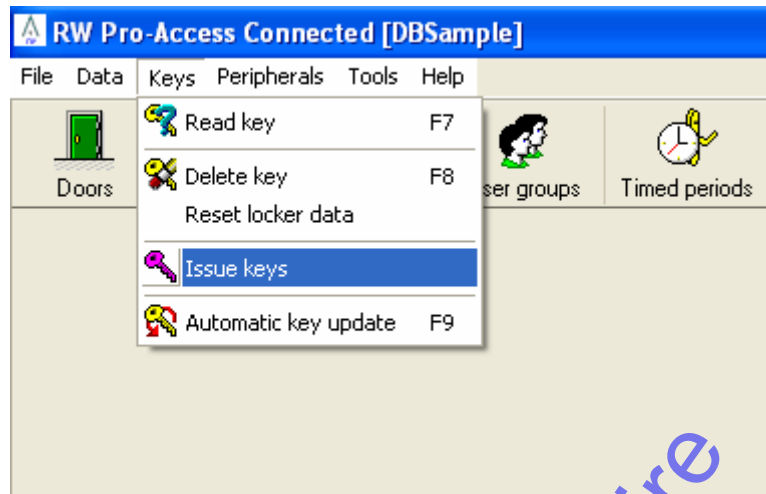 RW Pro-Access Connected [DBSample]
File Data Keys Peripherals Tools Help
Read key F7
Delete key F8
Reset locker data
Issue keys
Automatic key update F9
Doors
ser groups
Timed periods
re